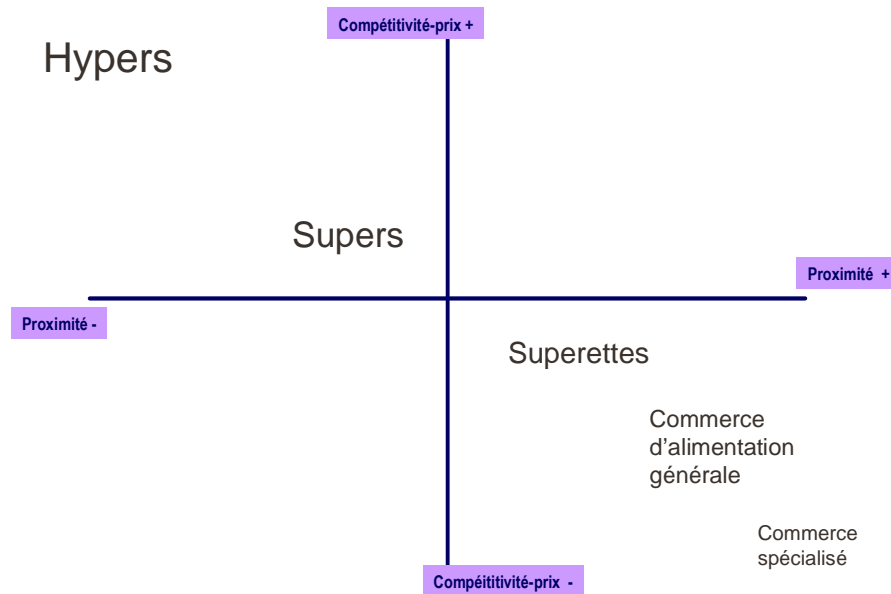 Compétitivité-prix +
Hypers
Supers
Proximité +
Proximité -
Superettes
Commerce
d'alimentation
générale
Commerce
spécialisé
Compéititivité-prix -